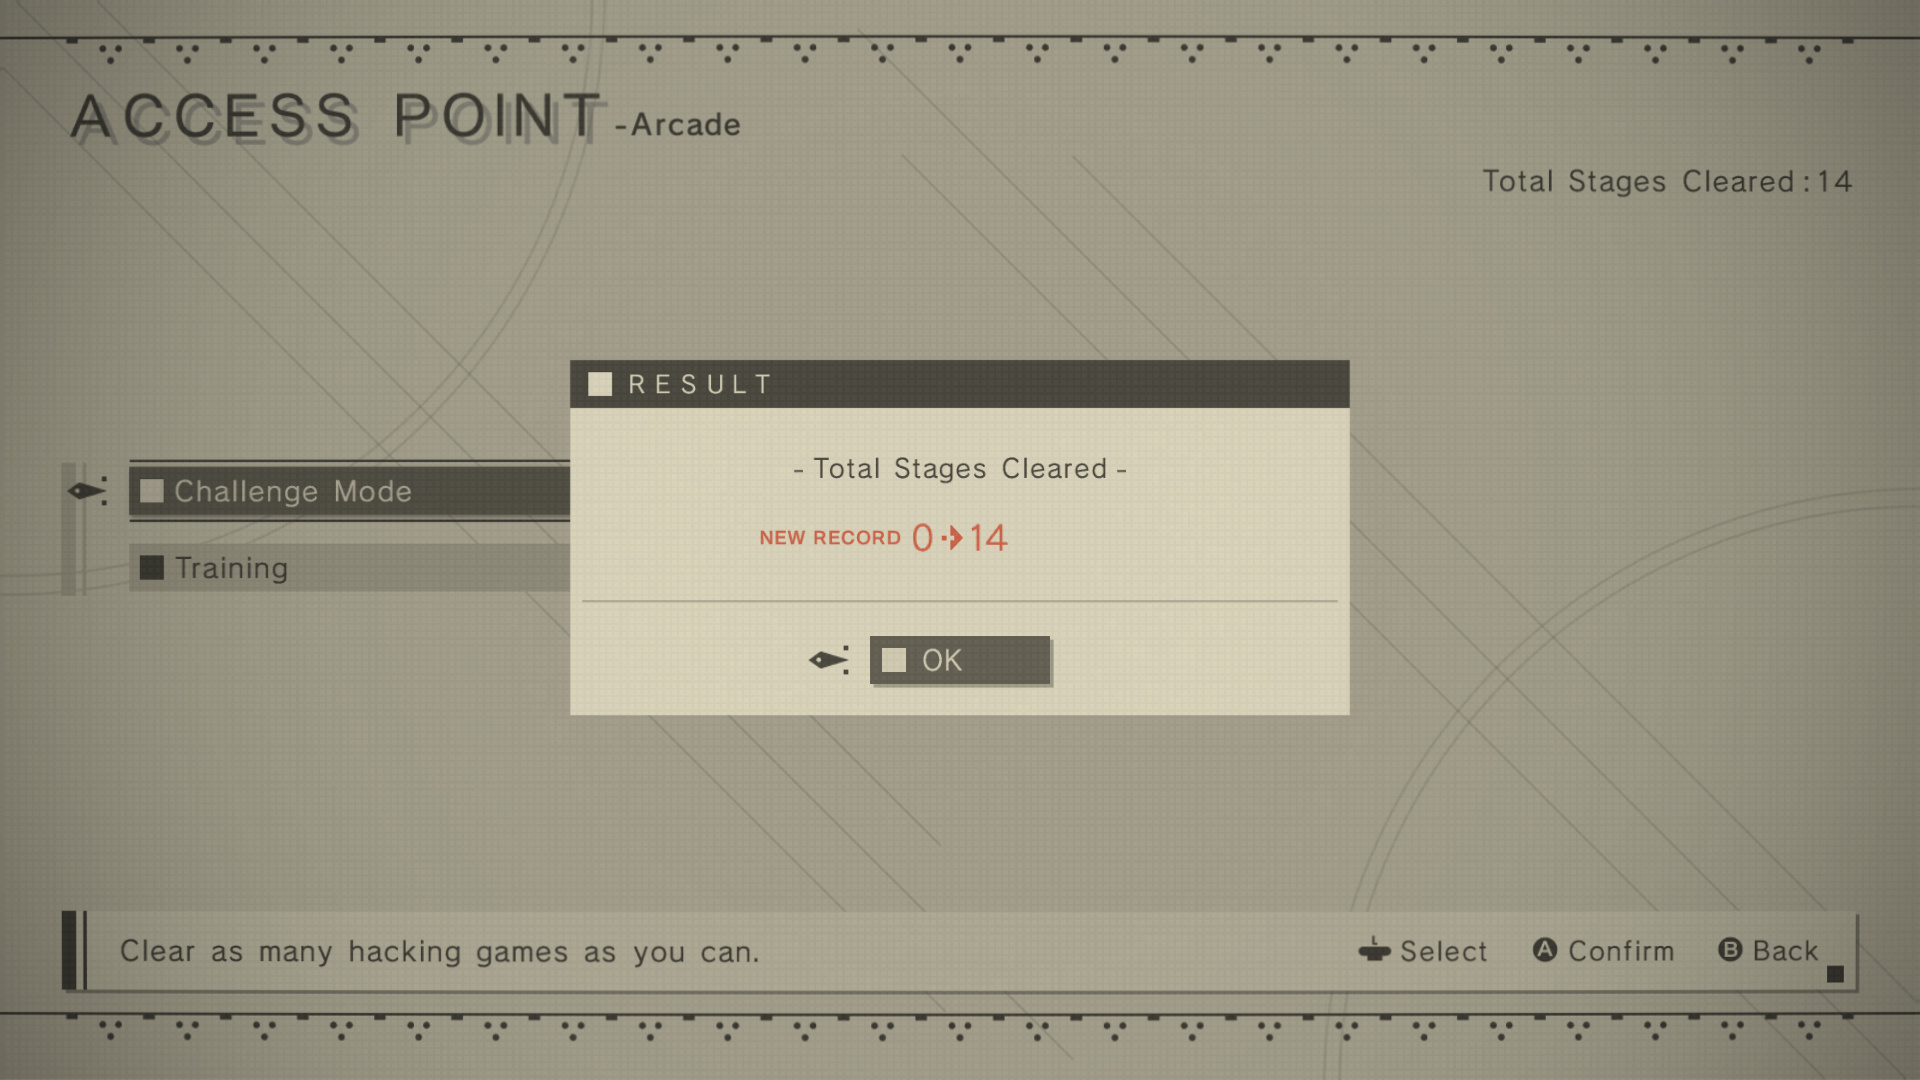 ACCESS POINT -Arcade
Total Stages Cleared:14
RESULT
- Total Stages Cleared -
NEW RECORD 0 14
Challenge Mode
Training
OK
Clear as many hacking games as you can.
L Select A Confirm B Back